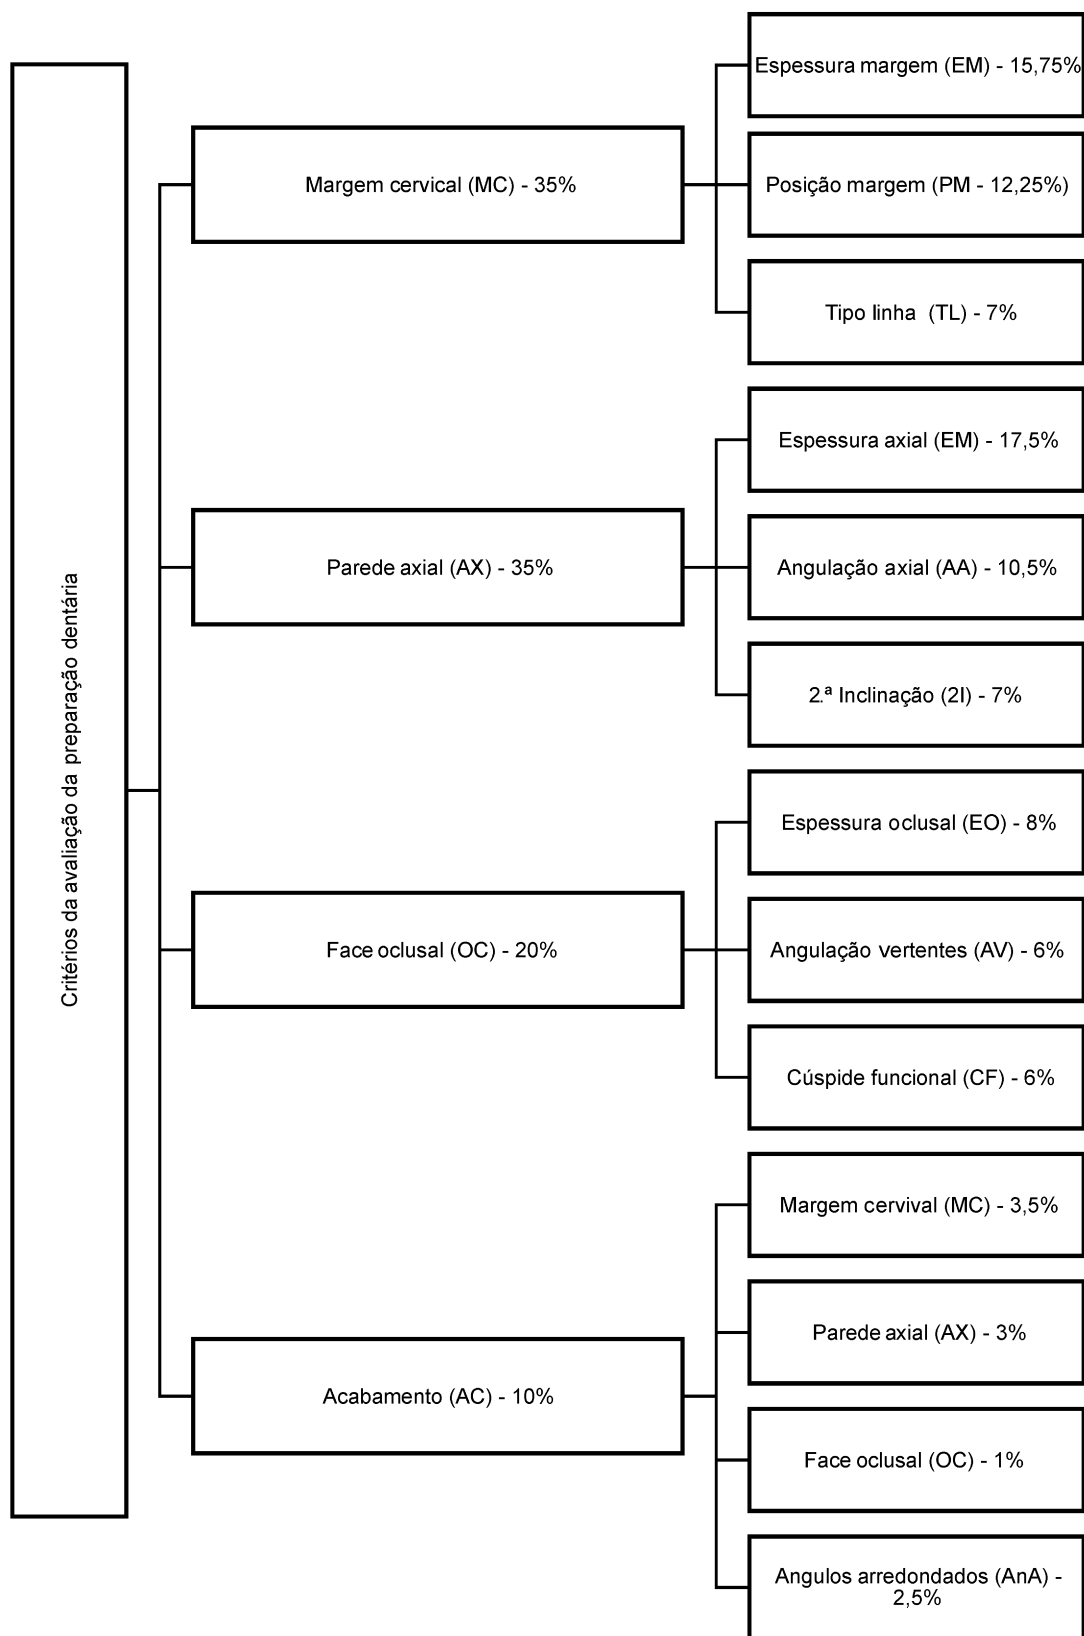 Critérios da avaliação da preparação dentária
Margem cervical (MC) - 35%
Espessura margem (EM) - 15,75%
Posição margem (PM - 12,25%)
Tipo linha (TL) - 7%
Parede axial (AX) - 35%
Espessura axial (EM) - 17,5%
Angulação axial (AA) - 10,5%
2.ª Inclinação (2I) - 7%
Face oclusal (OC) - 20%
Espessura oclusal (EO) - 8%
Angulação vertentes (AV) - 6%
Cúspide funcional (CF) - 6%
Acabamento (AC) - 10%
Margem cervival (MC) - 3,5%
Parede axial (AX) - 3%
Face oclusal (OC) - 1%
Angulos arredondados (AnA) -
2,5%